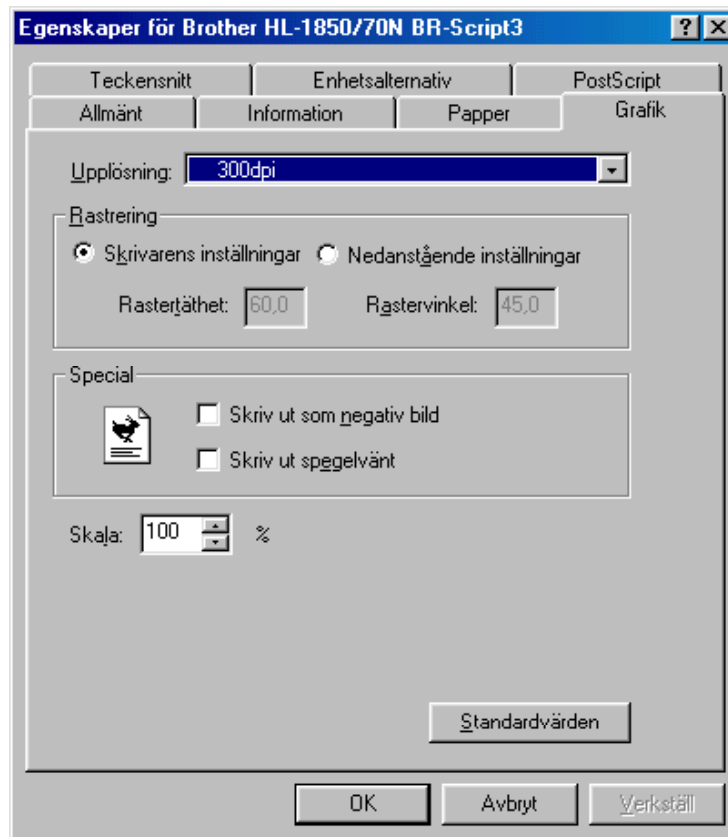 Egenskaper för Brother HL-1850/70N BR-Script3
Teckensnitt Enhetsalternativ PostScript
Allmänt Information Papper Grafik
Upplösning: 300dpi
Rastrering
Skrivarens inställningar Nedanstående inställningar
Rastertäthet: 60,0 Rastervinkel: 45,0
Special
Skriv ut som negativ bild
Skriv ut spegelvänt
Skala: 100 %
Standardvärden
OK Avbryt Verkställ